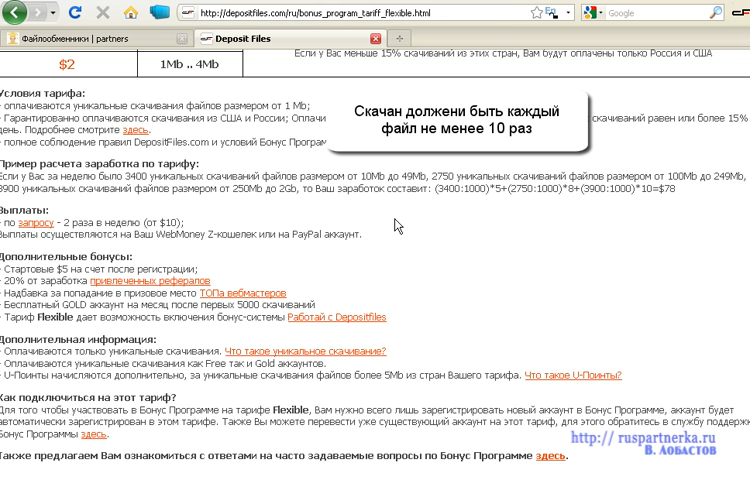 http://depositfiles.com/ru/bonus_program_tariff_flexible.html
Google
Файлообменники | partners
Deposit Files
$2
1Mb .. 4Mb
Если у Вас меньше 15% скачиваний из этих стран, Вам будут оплачены только Россия и США
Условия тарифа:
- оплачиваются уникальные скачивания файлов размером от 1 Mb;
- Гарантированно оплачиваются скачивания из США и России; Оплачи
скачиваний равен или более 15%
день. Подробнее смотрите здесь.
- полное соблюдение правил DepositFiles.com и условий Бонус Програм
Скачан должени быть каждый
файл не менее 10 раз
Пример расчета заработка по тарифу:
Если у Вас за неделю было 3400 уникальных скачиваний файлов размером от 10Mb до 49Mb, 2750 уникальных скачиваний файлов размером от 100Mb до 249Mb,
3900 уникальных скачиваний файлов размером от 250Mb до 2Gb, то Ваш заработок составит: (3400:1000)*5+(2750:1000)*8+(3900:1000)*10=$78
Выплаты:
- по запросу - 2 раза в неделю (от $10);
Выплаты осуществляются на Ваш WebMoney Z-кошелек или на PayPal аккаунт.
Дополнительные бонусы:
- Стартовые $5 на счет после регистрации;
- 20% от заработка привлеченных рефералов
- Надбавка за попадание в призовое место ТОПа вебмастеров
- Бесплатный GOLD аккаунт на месяц после первых 5000 скачиваний
- Тариф Flexible дает возможность включения бонус-системы Работай с Depositfiles
Дополнительная информация:
- Оплачиваются только уникальные скачивания. Что такое уникальное скачивание?
- Оплачиваются уникальные скачивания как Free так и Gold аккаунтов.
- U-Поинты начисляются дополнительно, за уникальные скачивания файлов более 5Mb из стран Вашего тарифа. Что такое U-Поинты?
Как подключиться на этот тариф?
Для того чтобы участвовать в Бонус Программе на тарифе Flexible, Вам нужно всего лишь зарегистрировать новый аккаунт в Бонус Программе, аккаунт будет
автоматически зарегистрирован в этом тарифе. Также Вы можете перевести уже существующий аккаунт на этот тариф, для этого обратитесь в службу поддерж
Бонус Программы здесь.
http:// ruspartnerka.ru
В. Лобастов
Также предлагаем Вам ознакомиться с ответами на часто задаваемые вопросы по Бонус Программе здесь.